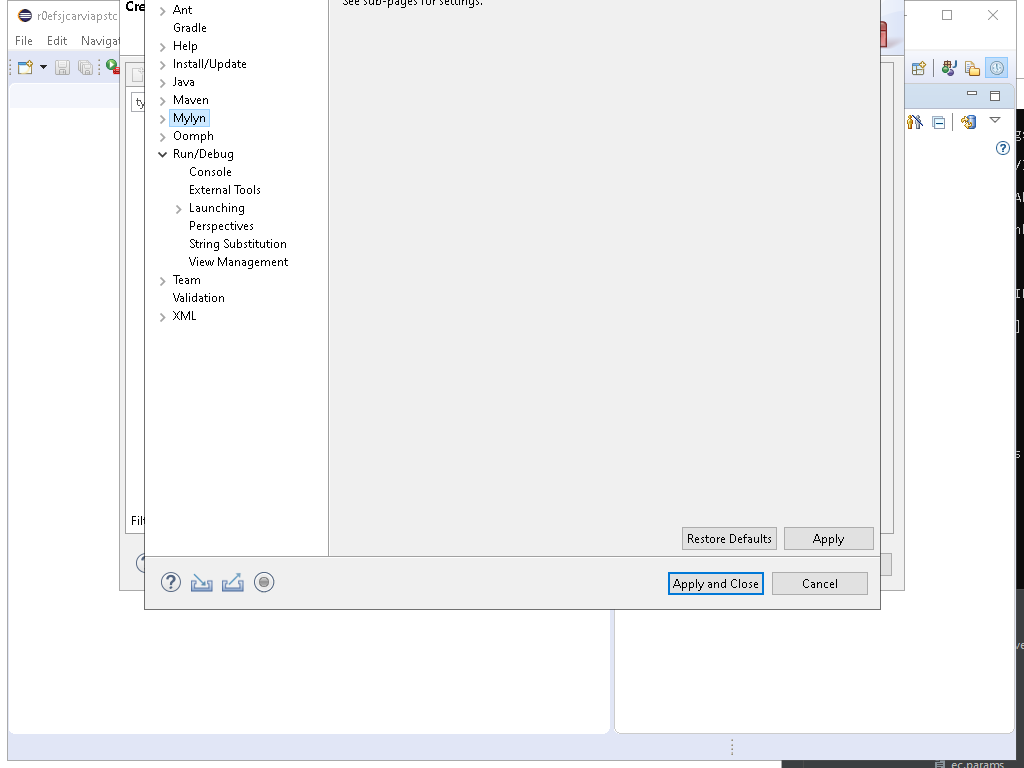 r0efsjcarviapstc
Cre
See sub-pages for settings.
File Edit Navigat
Ant
Gradle
Help
Install/Update
Java
Maven
Mylyn
Oomph
Run/Debug
Console
External Tools
Launching
Perspectives
String Substitution
View Management
Team
Validation
XML
ty
Filt
Restore Defaults Apply
Apply and Close Cancel
ec.params